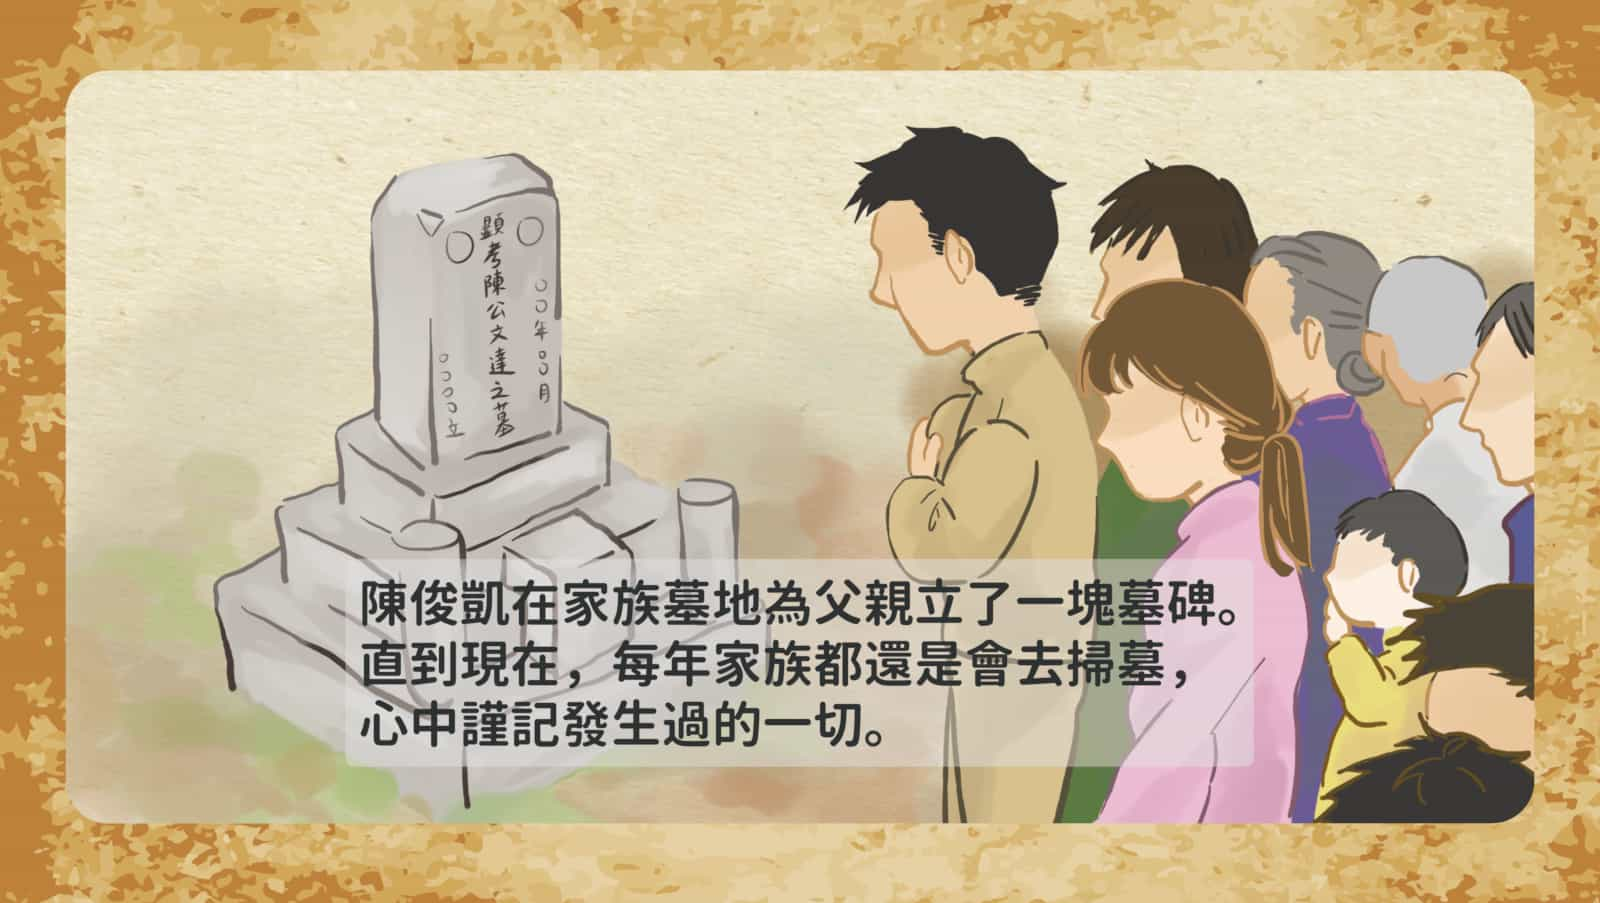 ○○年○○月
○顯考陳公文達之墓○
○○○○立
陳俊凱在家族墓地為父親立了一塊墓碑。
直到現在，每年家族都還是會去掃墓，
心中謹記發生過的一切。